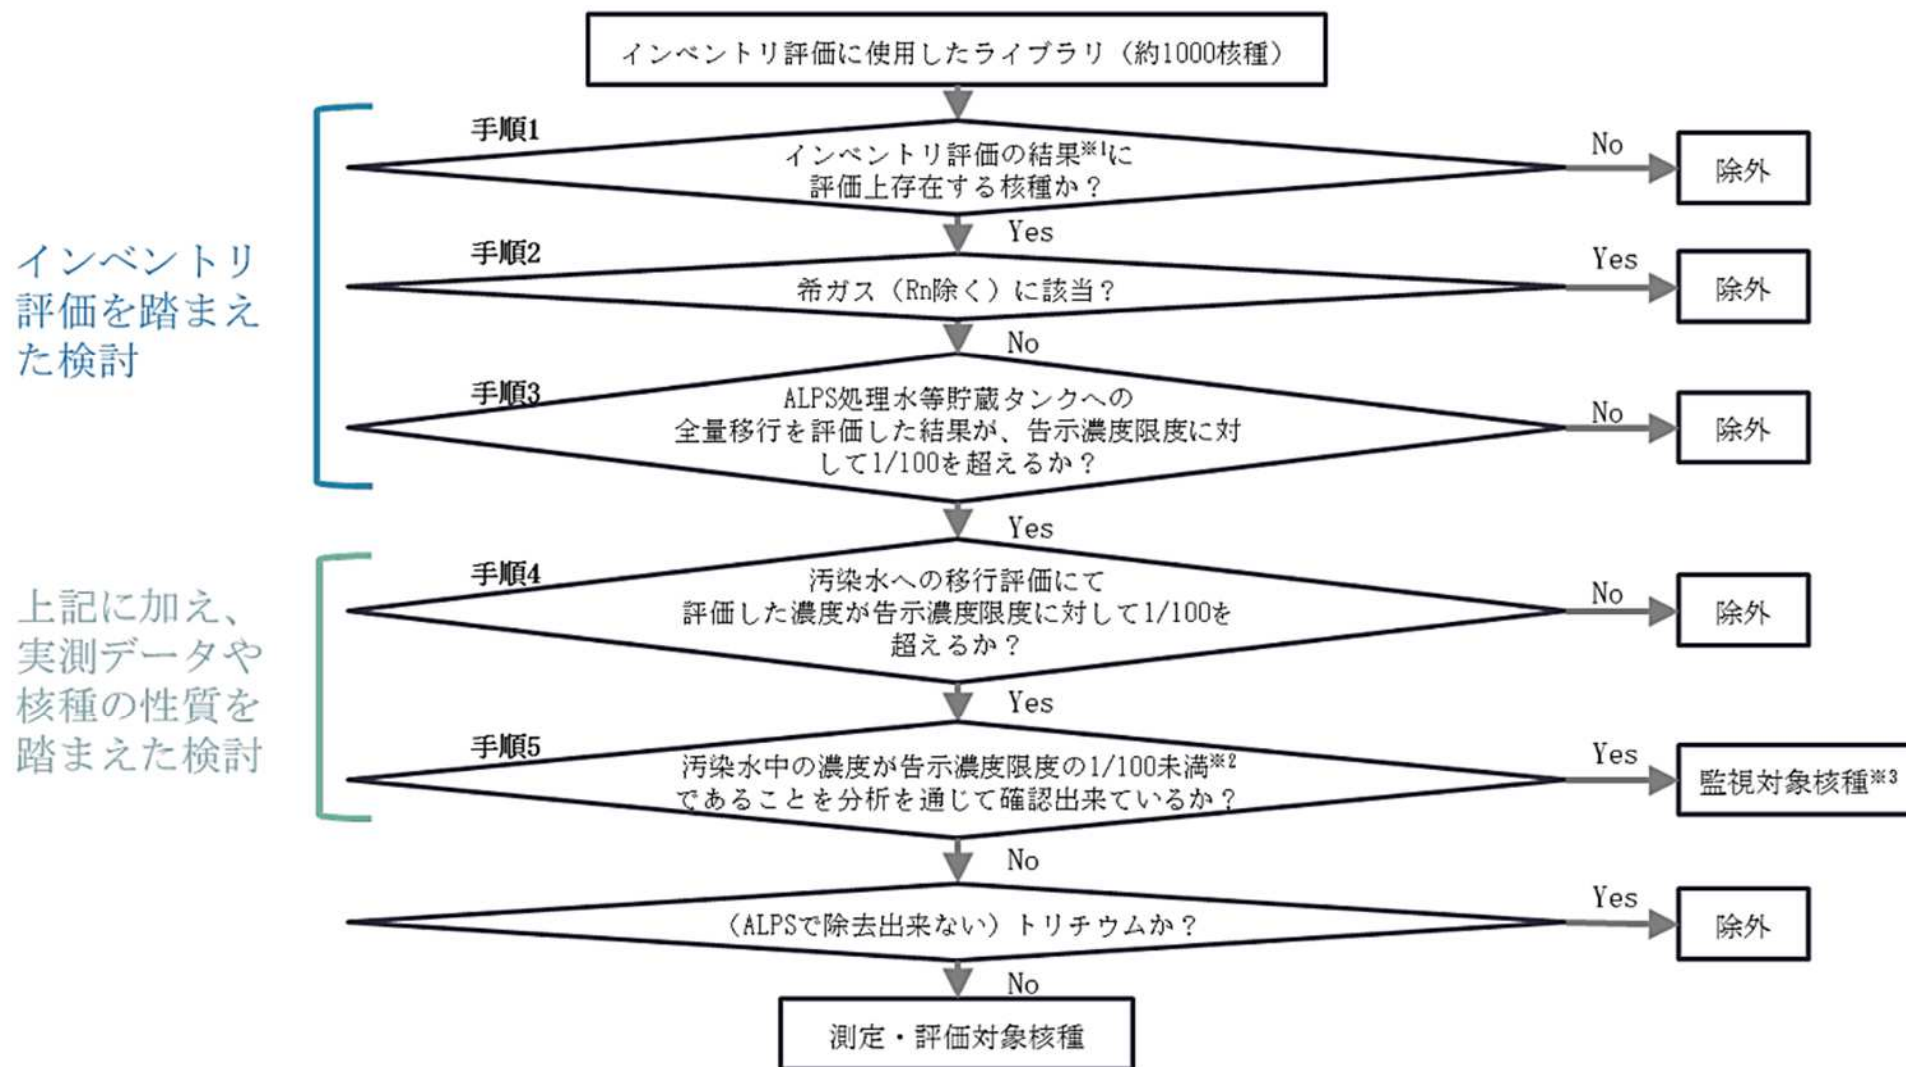 インベントリ評価に使用したライブラリ（約1000核種）
手順1
インベントリ評価の結果※1に
評価上存在する核種か？
No
除外
Yes
手順2
希ガス（Rn除く）に該当？
Yes
除外
No
インベントリ
評価を踏まえ
た検討
手順3
ALPS処理水等貯蔵タンクへの
全量移行を評価した結果が、告示濃度限度に対
して1/100を超えるか？
No
除外
Yes
手順4
汚染水への移行評価にて
評価した濃度が告示濃度限度に対して1/100を
超えるか？
No
除外
Yes
上記に加え、
実測データや
核種の性質を
踏まえた検討
手順5
汚染水中の濃度が告示濃度限度の1/100未満※2
であることを分析を通じて確認出来ているか？
Yes
監視対象核種※3
No
（ALPSで除去出来ない）トリチウムか？
Yes
除外
No
測定・評価対象核種